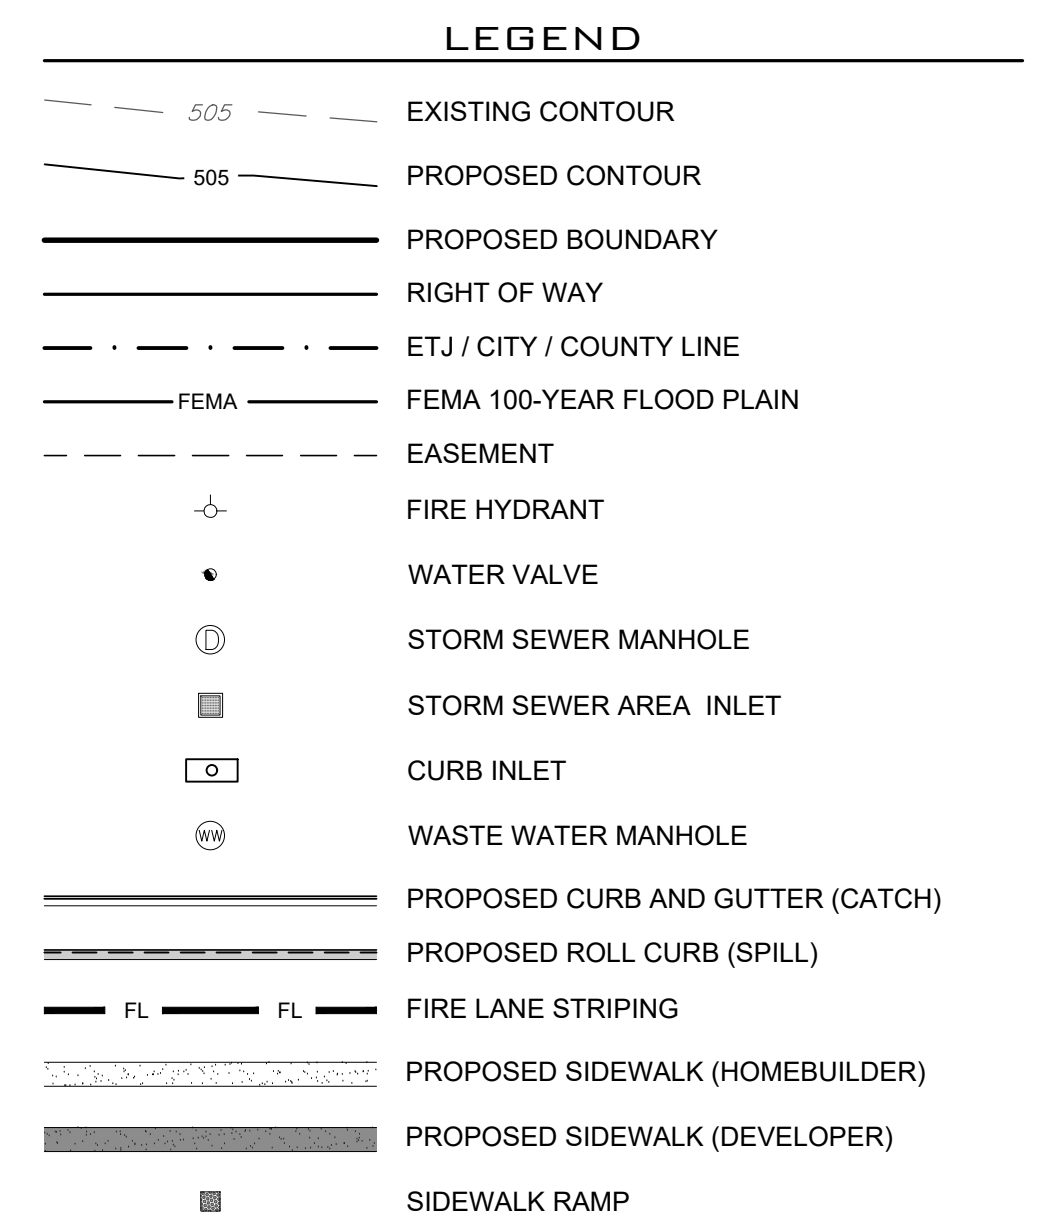 LEGEND
505 EXISTING CONTOUR
505 PROPOSED CONTOUR
PROPOSED BOUNDARY
RIGHT OF WAY
ETJ / CITY / COUNTY LINE
FEMA FEMA 100-YEAR FLOOD PLAIN
EASEMENT
FIRE HYDRANT
WATER VALVE
D STORM SEWER MANHOLE
STORM SEWER AREA  INLET
CURB INLET
WW WASTE WATER MANHOLE
PROPOSED CURB AND GUTTER (CATCH)
PROPOSED ROLL CURB (SPILL)
FL FL FIRE LANE STRIPING
PROPOSED SIDEWALK (HOMEBUILDER)
PROPOSED SIDEWALK (DEVELOPER)
SIDEWALK RAMP